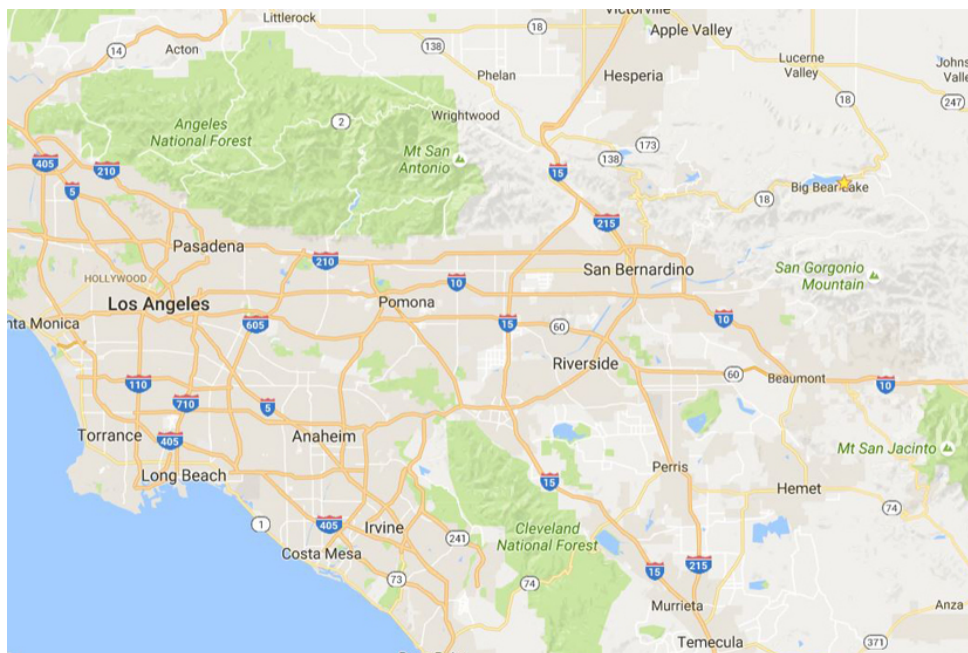 Littlerock
Victorville
18
Apple Valley
14
Acton
138
Phelan
Hesperia
Lucerne
Valley
Johns
Valle
18
247
Wrightwood
2
Angeles
National Forest
Mt San
Antonio
405
210
5
15
138
173
18
Big Bear Lake
215
Pasadena
210
San Bernardino
San Gorgonio
Mountain
HOLLYWOOD
10
Los Angeles
Pomona
nta Monica
605
15
60
10
Riverside
60
Beaumont
10
110
710
5
Torrance
405
Anaheim
Long Beach
Mt San Jacinto
Perris
15
Hemet
74
1
405
Irvine
Cleveland
National Forest
241
Costa Mesa
73
74
15
215
Murrieta
Anza
Temecula
371